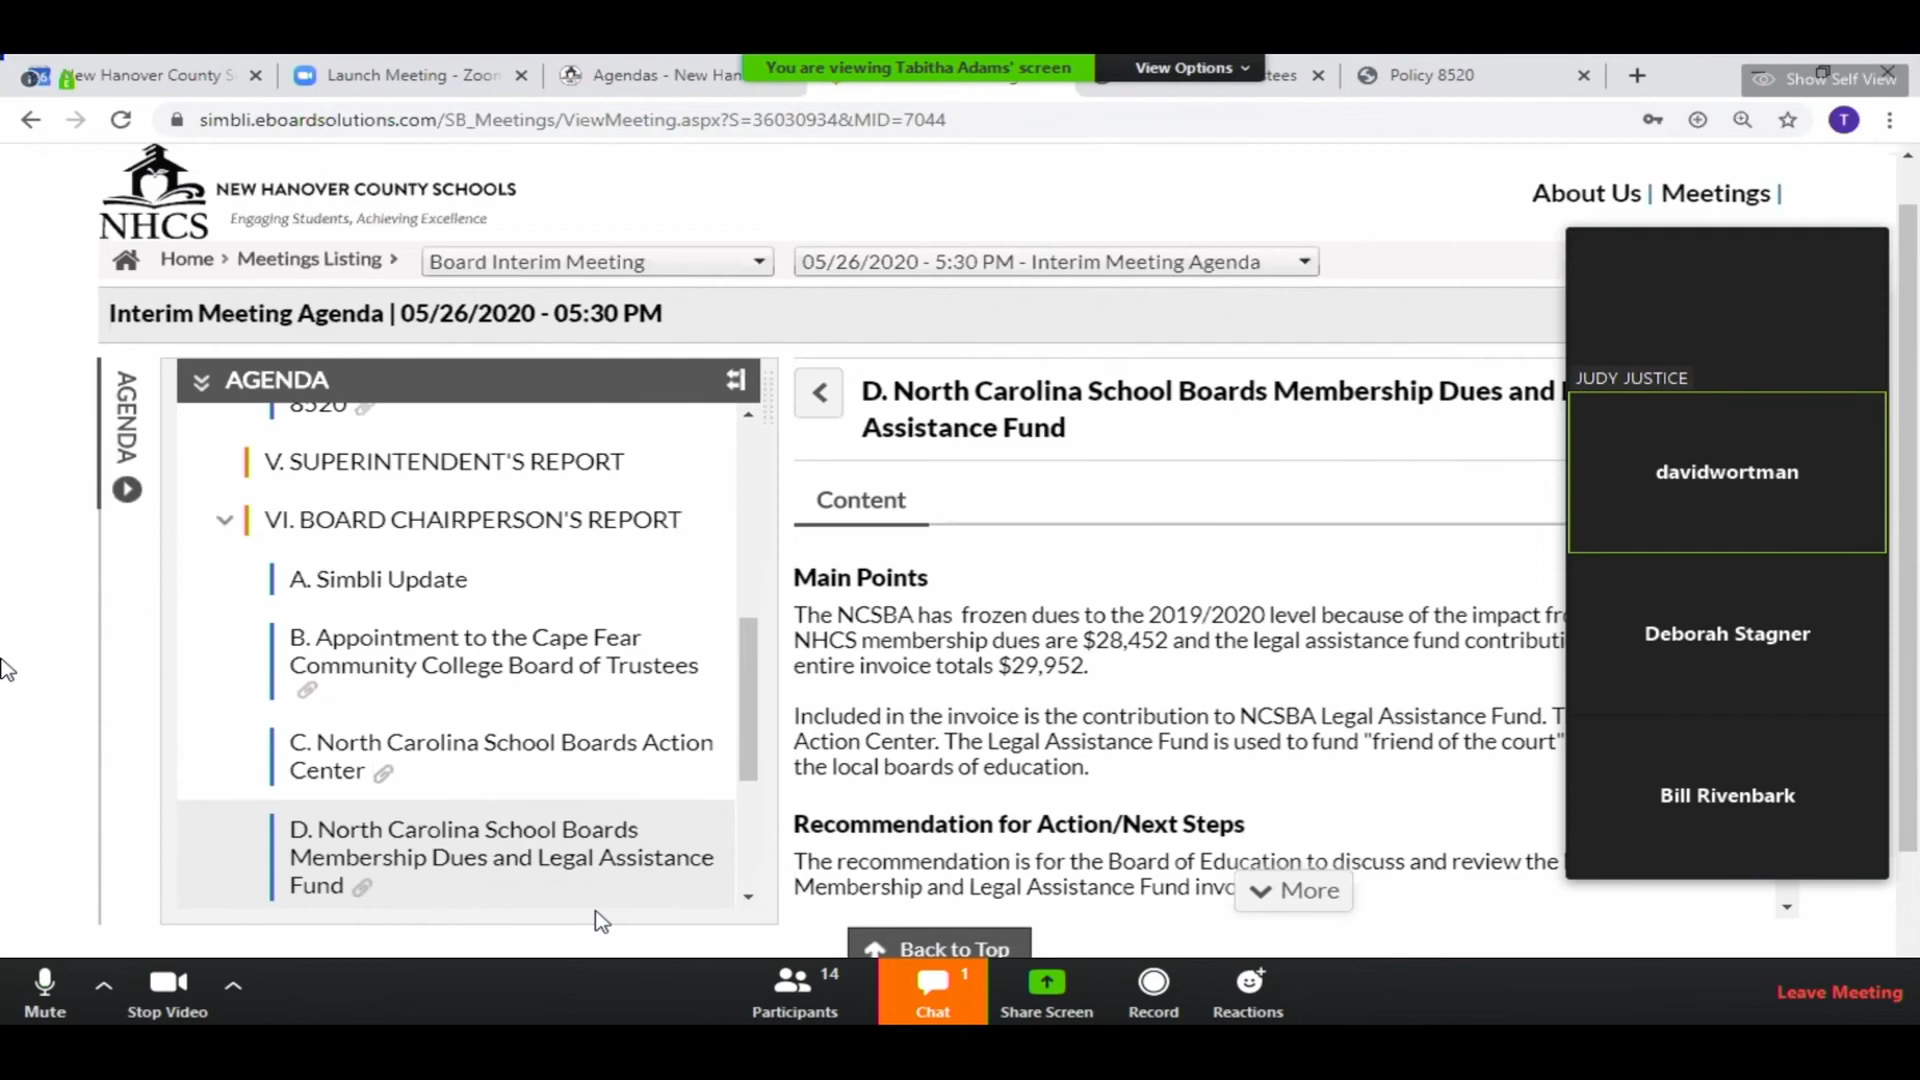 You are viewing Tabitha Adams' screen
View Options
New Hanover County S
Launch Meeting - Zoom
Agendas - New Han
tees
Policy 8520
Show Self View
simbli.eboardsolutions.com/SB_Meetings/ViewMeeting.aspx?S=36030934&MID=7044
T
NHCS
NEW HANOVER COUNTY SCHOOLS
Engaging Students, Achieving Excellence
About Us | Meetings |
Home > Meetings Listing >
Board Interim Meeting
05/26/2020 - 5:30 PM - Interim Meeting Agenda
Interim Meeting Agenda | 05/26/2020 - 05:30 PM
AGENDA
AGENDA
8520
V. SUPERINTENDENT'S REPORT
VI. BOARD CHAIRPERSON'S REPORT
A. Simbli Update
B. Appointment to the Cape Fear
Community College Board of Trustees
C. North Carolina School Boards Action
Center
D. North Carolina School Boards
Membership Dues and Legal Assistance
Fund
D. North Carolina School Boards Membership Dues and
Assistance Fund
Content
Main Points
The NCSBA has frozen dues to the 2019/2020 level because of the impact fr
NHCS membership dues are $28,452 and the legal assistance fund contributi
entire invoice totals $29,952.
Included in the invoice is the contribution to NCSBA Legal Assistance Fund. T
Action Center. The Legal Assistance Fund is used to fund "friend of the court"
the local boards of education.
Recommendation for Action/Next Steps
The recommendation is for the Board of Education to discuss and review the
Membership and Legal Assistance Fund invo
More
Back to Top
JUDY JUSTICE
davidwortman
Deborah Stagner
Bill Rivenbark
Mute
Stop Video
Participants
14
Chat
1
Share Screen
Record
Reactions
Leave Meeting